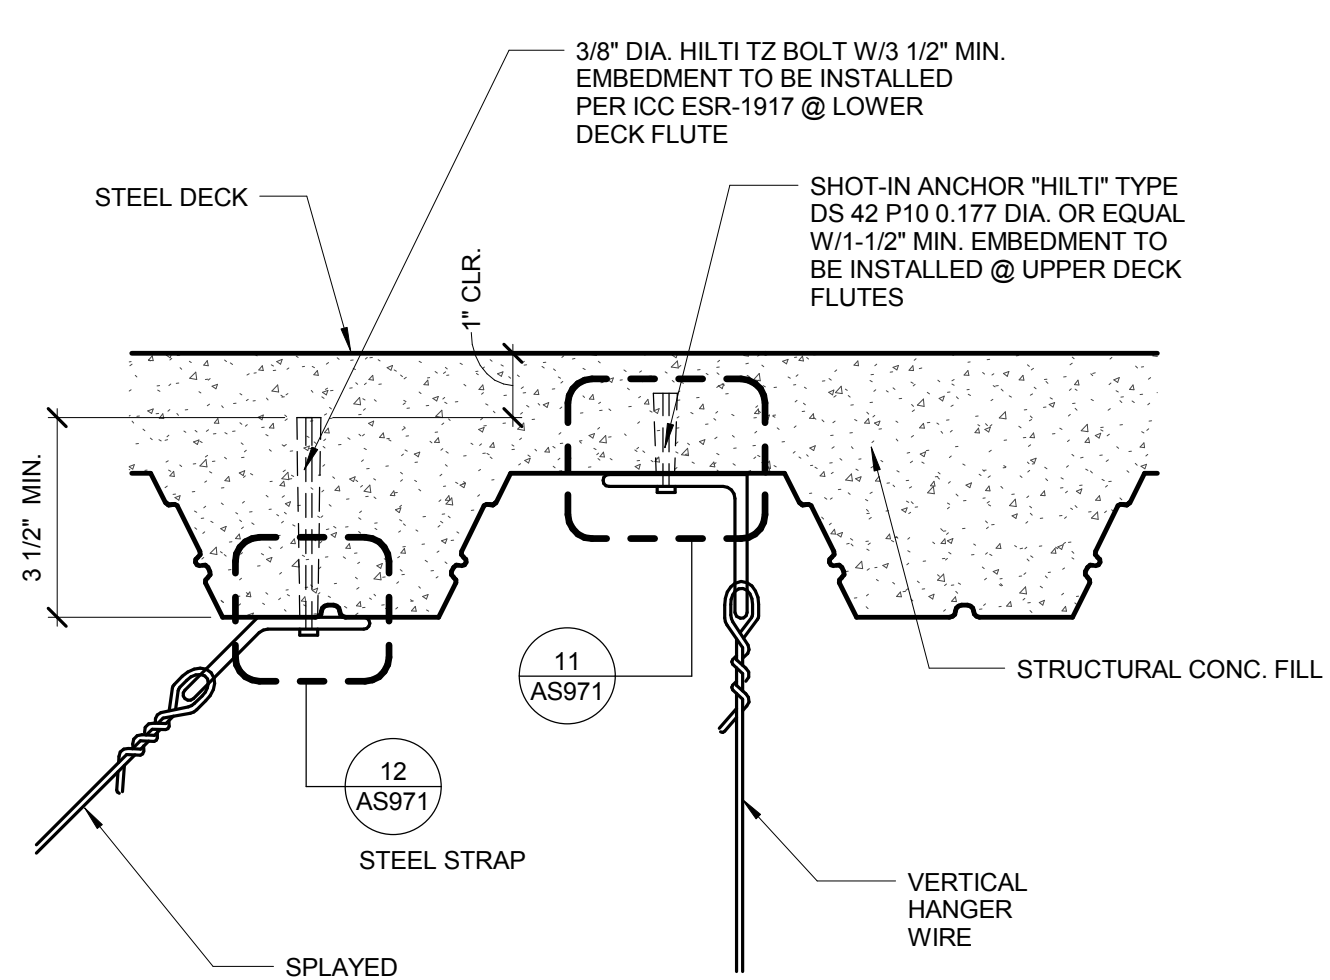 3/8" DIA. HILTI TZ BOLT W/3 1/2" MIN.
EMBEDMENT TO BE INSTALLED
PER ICC ESR-1917 @ LOWER
DECK FLUTE
STEEL DECK
SHOT-IN ANCHOR "HILTI" TYPE
DS 42 P10 0.177 DIA. OR EQUAL
W/1-1/2" MIN. EMBEDMENT TO
BE INSTALLED @ UPPER DECK
FLUTES
1" CLR.
3 1/2" MIN.
11
AS971
STRUCTURAL CONC. FILL
12
AS971
STEEL STRAP
VERTICAL
HANGER
WIRE
SPLAYED